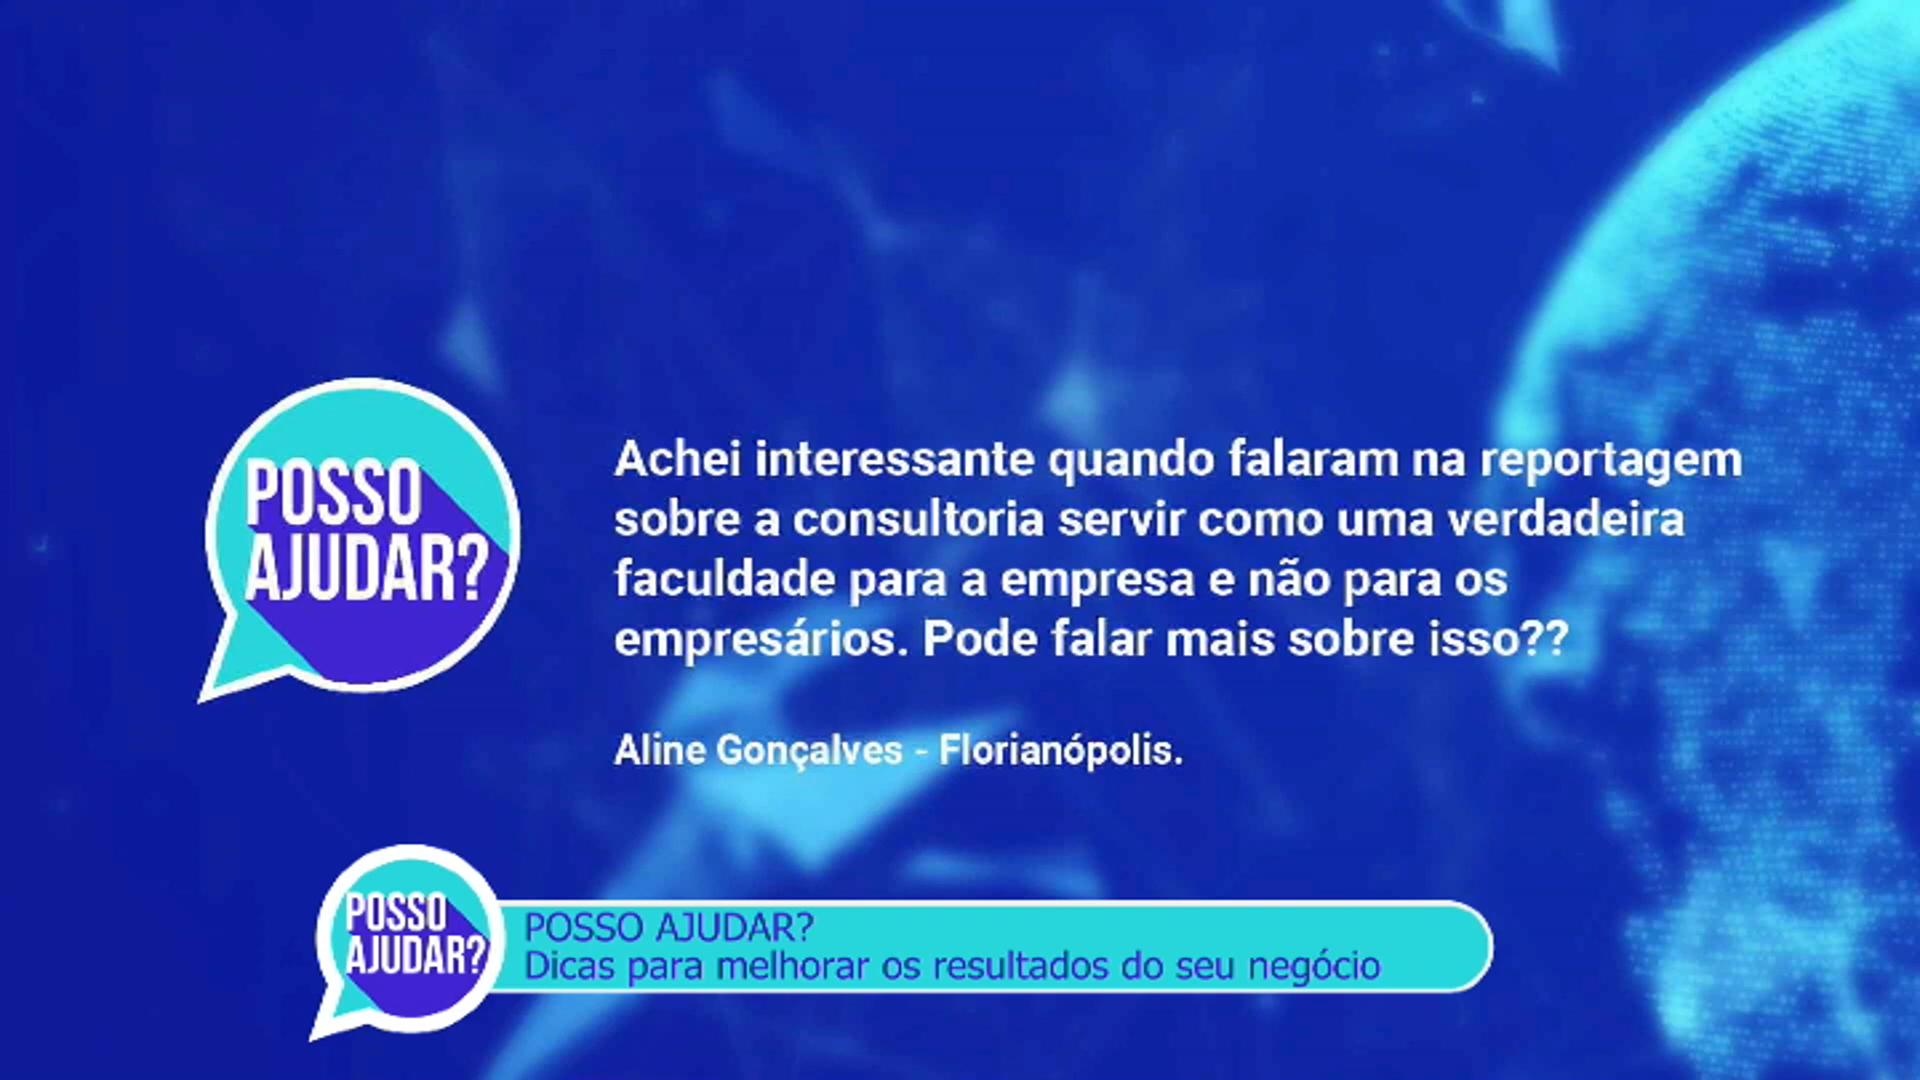 POSSO
AJUDAR?
Achei interessante quando falaram na reportagem
sobre a consultoria servir como uma verdadeira
faculdade para a empresa e não para os
empresários. Pode falar mais sobre isso??
Aline Gonçalves - Florianópolis.
POSSO
AJUDAR?
POSSO AJUDAR?
Dicas para melhorar os resultados do seu negócio